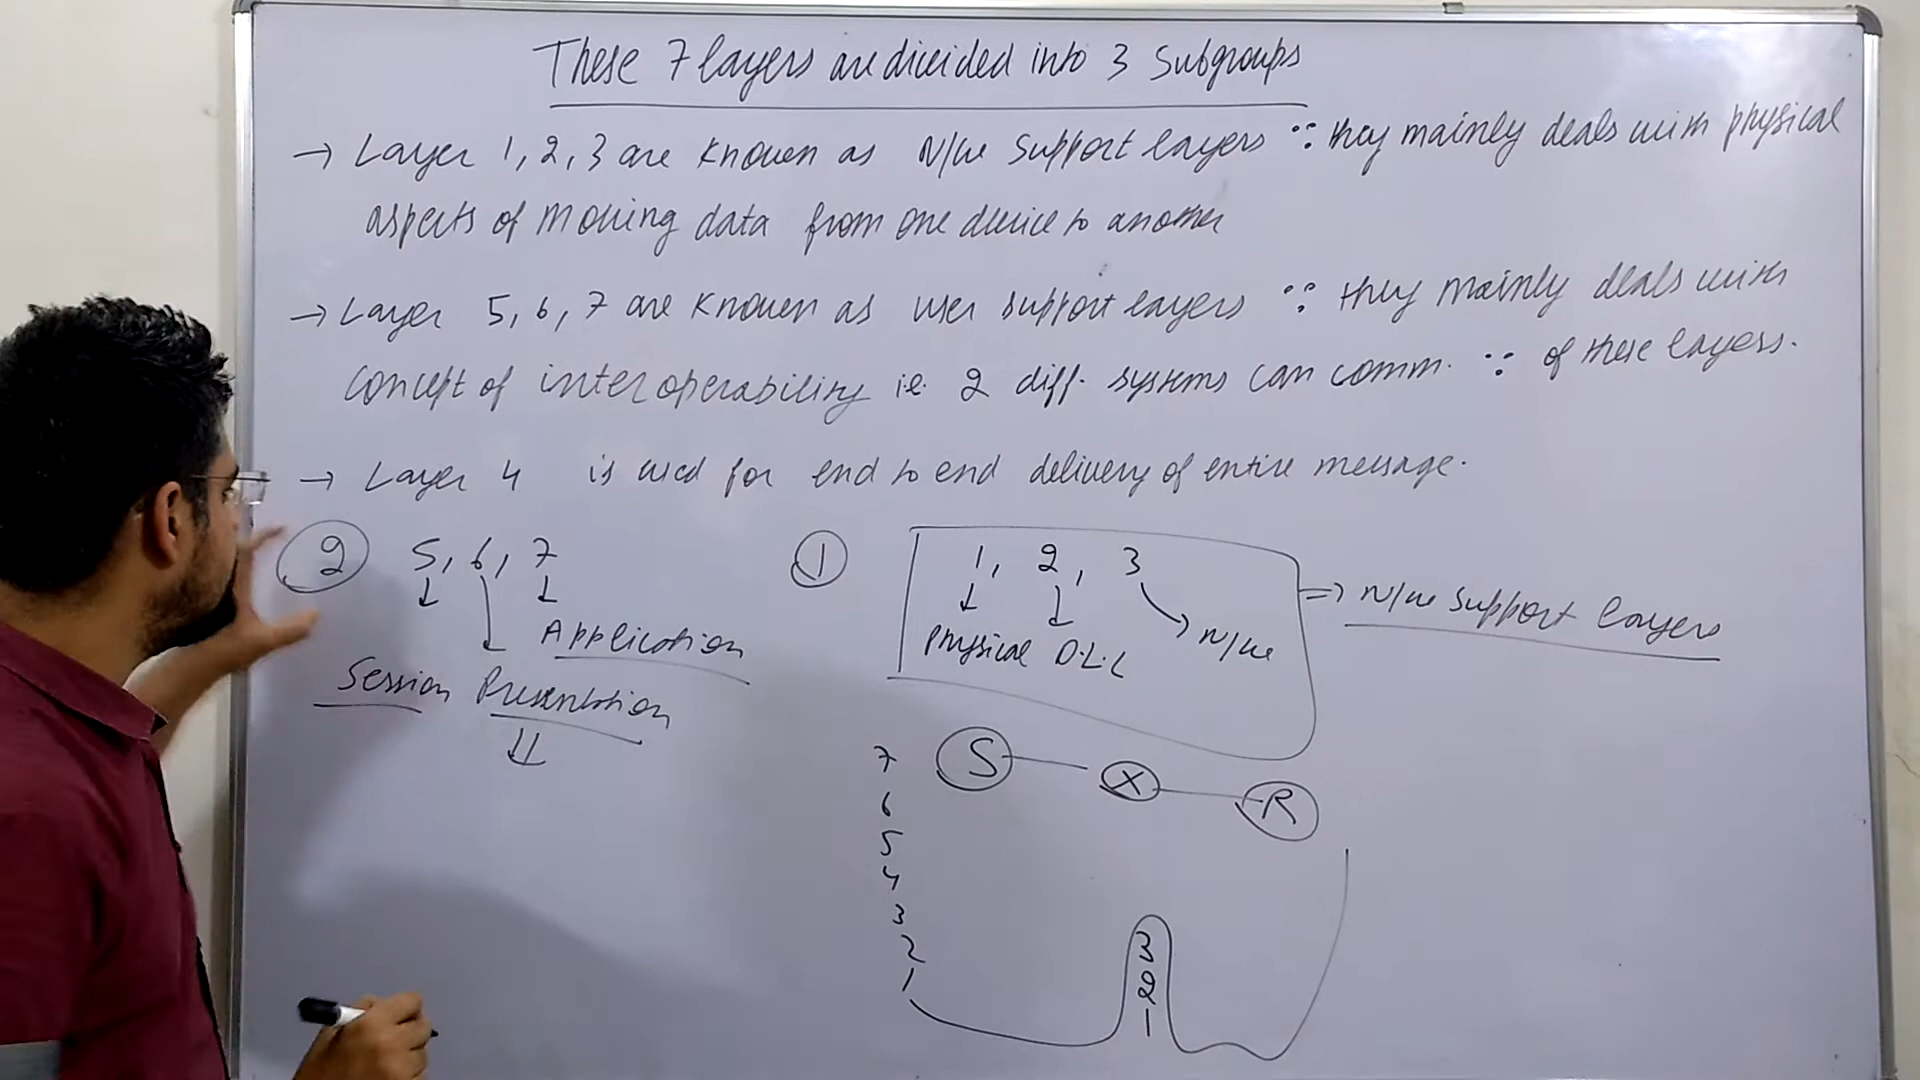 These 7 layers are divided into 3 Subgroups
→ Layer 1, 2, 3 are known as N/w Support layers ∵ they mainly deals with physical
aspects of moving data from one device to another
→ Layer 5, 6, 7 are known as user support layers ∵ they mainly deals with
concept of interoperability i.e. 2 diff. systems can comm. ∵ of these layers.
→ Layer 4 is used for end to end delivery of entire message.
2 5, 6, 7
Application
Session Presentation
1 1, 2, 3 ⇒ N/w Support layers
Physical D.L.L N/w
7 S X R
6
5
4
3
2
1
3
2
1